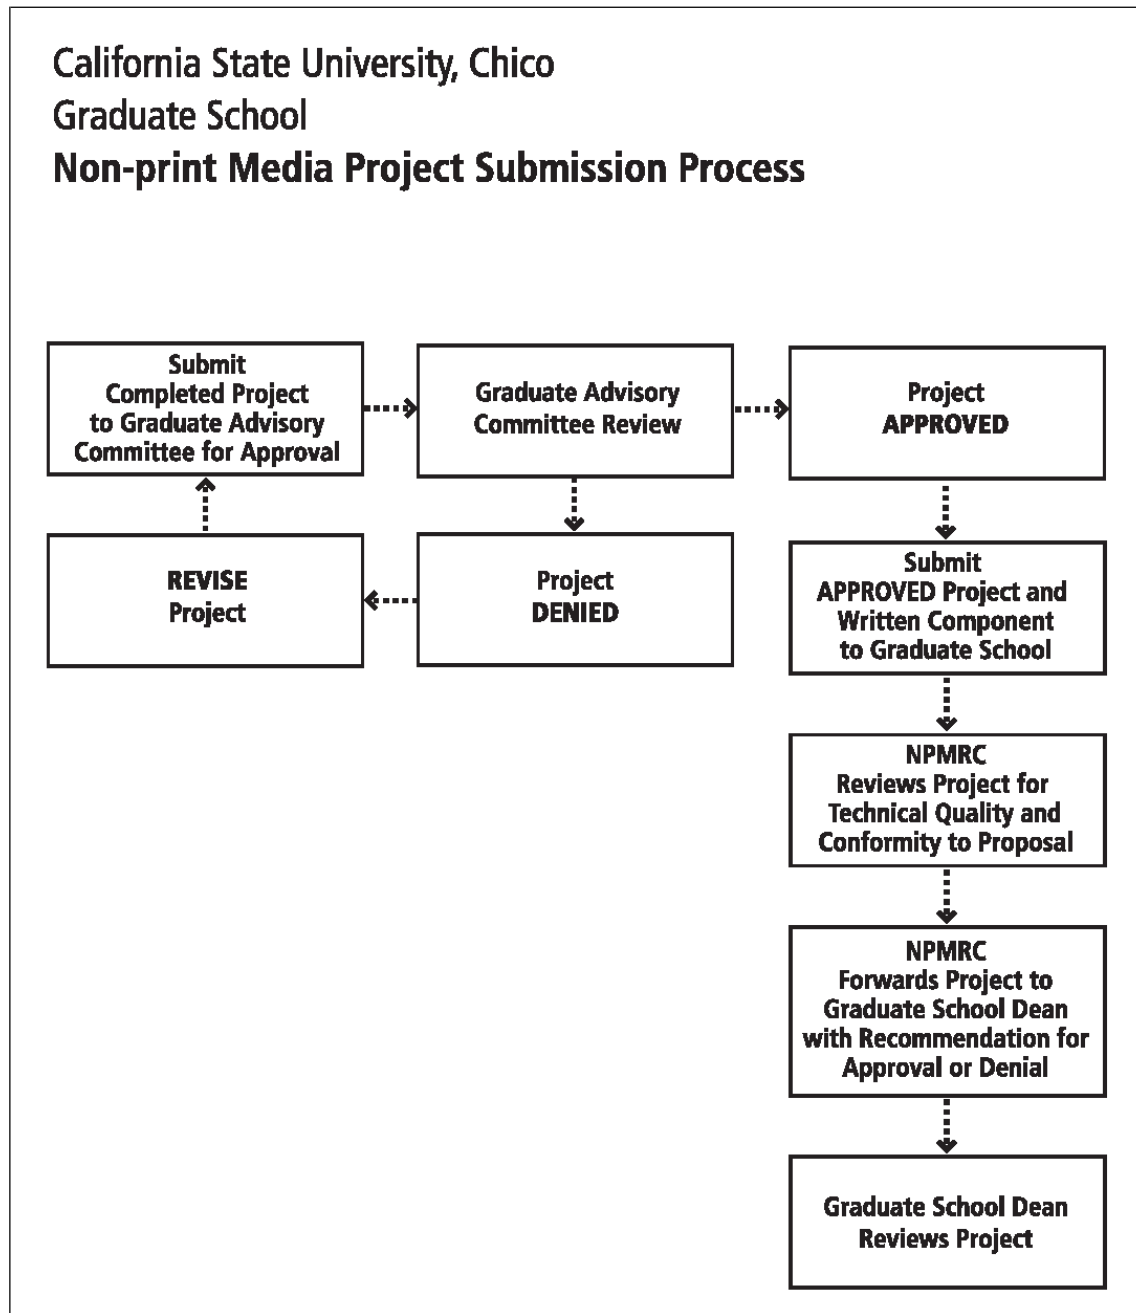 California State University, Chico
Graduate School
Non-print Media Project Submission Process
Submit
Completed Project
to Graduate Advisory
Committee for Approval
Graduate Advisory
Committee Review
Project
APPROVED
REVISE
Project
Project
DENIED
Submit
APPROVED Project and
Written Component
to Graduate School
NPMRC
Reviews Project for
Technical Quality and
Conformity to Proposal
NPMRC
Forwards Project to
Graduate School Dean
with Recommendation for
Approval or Denial
Graduate School Dean
Reviews Project